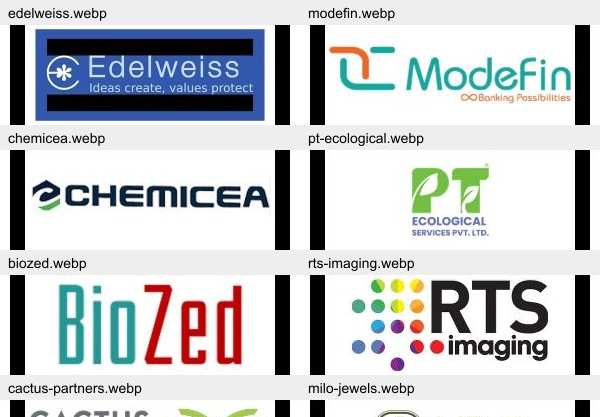 edelweiss.webp
modefin.webp
Edelweiss
Ideas create, values protect
ModeFin
Banking Possibilities
chemicea.webp
pt-ecological.webp
CHEMICEA
PT
ECOLOGICAL
SERVICES PVT. LTD.
biozed.webp
rts-imaging.webp
BioZed
RTS
imaging
cactus-partners.webp
milo-jewels.webp
CACTUS